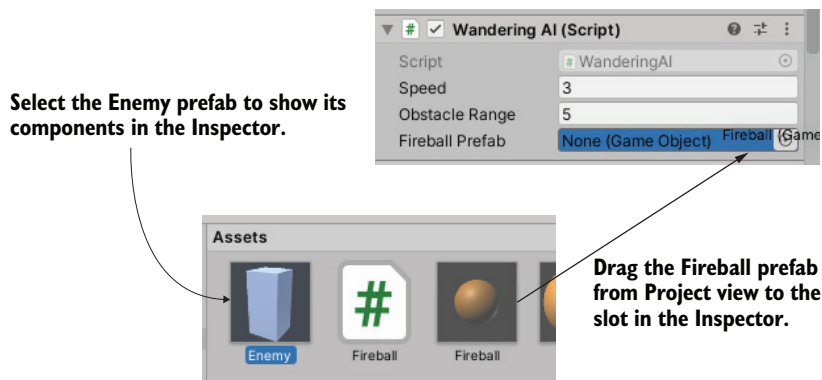 # Wandering AI (Script)
Script # WanderingAI
Speed 3
Obstacle Range 5
Fireball Prefab None (Game Object) Fireball (Game
Select the Enemy prefab to show its
components in the Inspector.
Assets
#
Enemy Fireball Fireball
Drag the Fireball prefab
from Project view to the
slot in the Inspector.